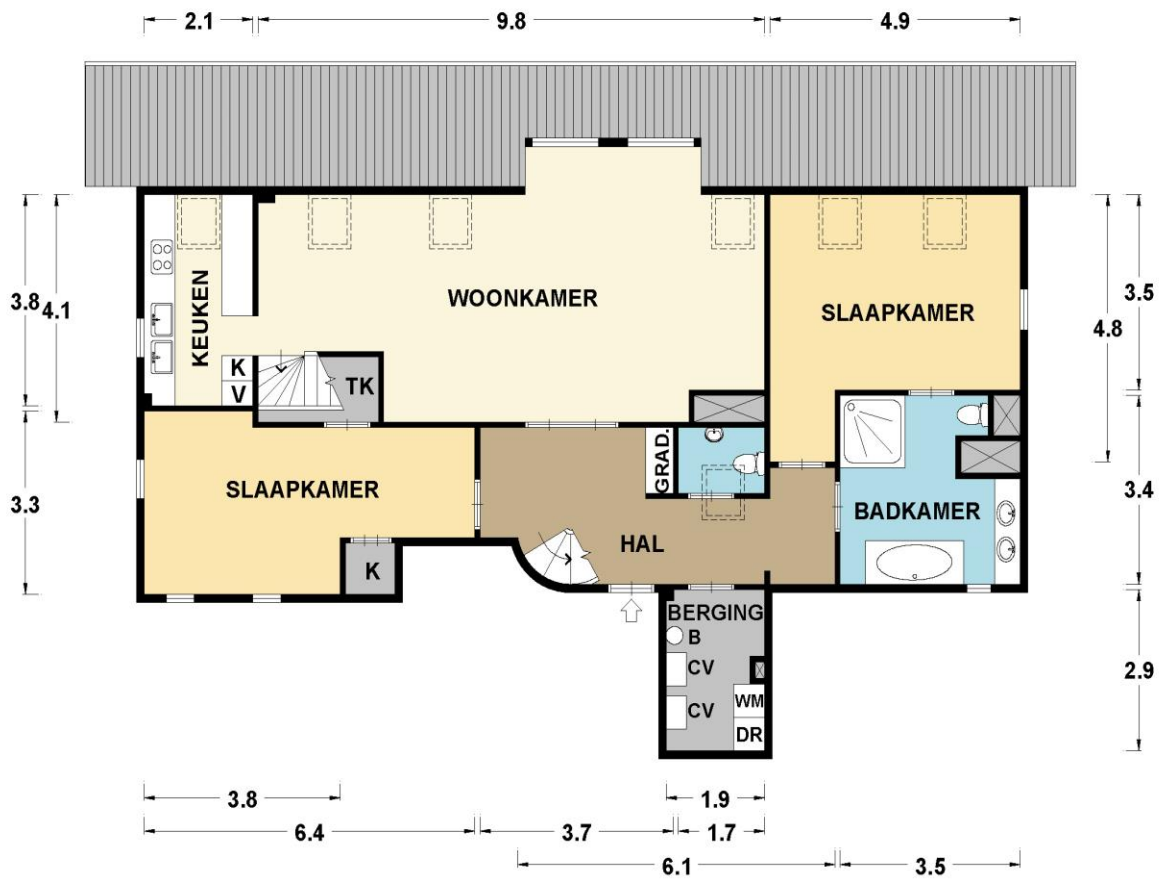 2.1
9.8
4.9
3.8
4.1
3.3
KEUKEN
K
V
WOONKAMER
TK
SLAAPKAMER
3.5
4.8
3.4
2.9
SLAAPKAMER
K
GRAD.
HAL
BADKAMER
BERGING
B
CV
CV
WM
DR
3.8
1.9
6.4
3.7
1.7
6.1
3.5